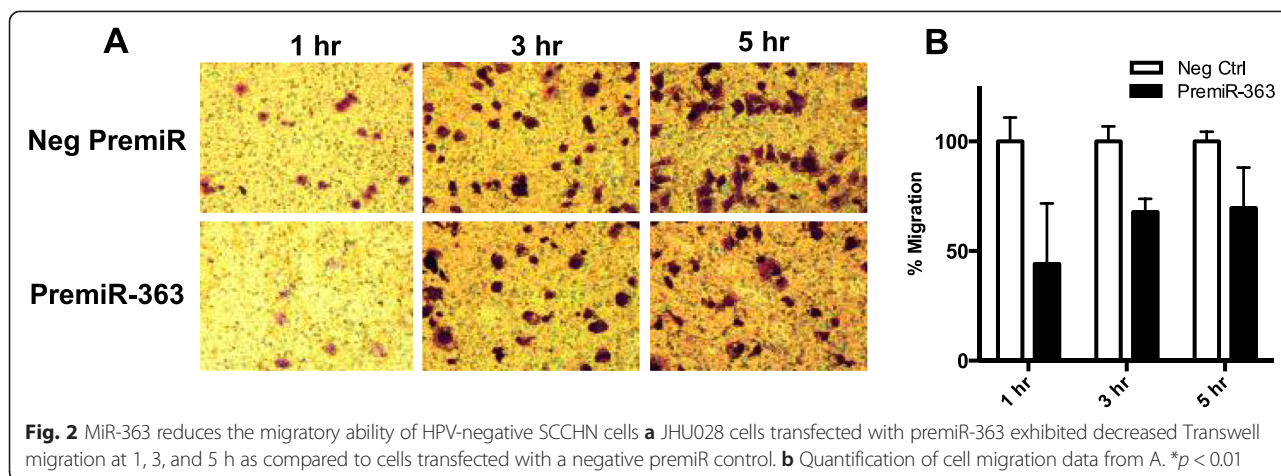 A
1 hr 3 hr 5 hr
Neg PremiR
PremiR-363
B
Neg Ctrl
PremiR-363
% Migration
100
50
0
1 hr 3 hr 5 hr
Fig. 2 MiR-363 reduces the migratory ability of HPV-negative SCCHN cells a JHU028 cells transfected with premiR-363 exhibited decreased Transwell
migration at 1, 3, and 5 h as compared to cells transfected with a negative premiR control. b Quantification of cell migration data from A. *p < 0.01